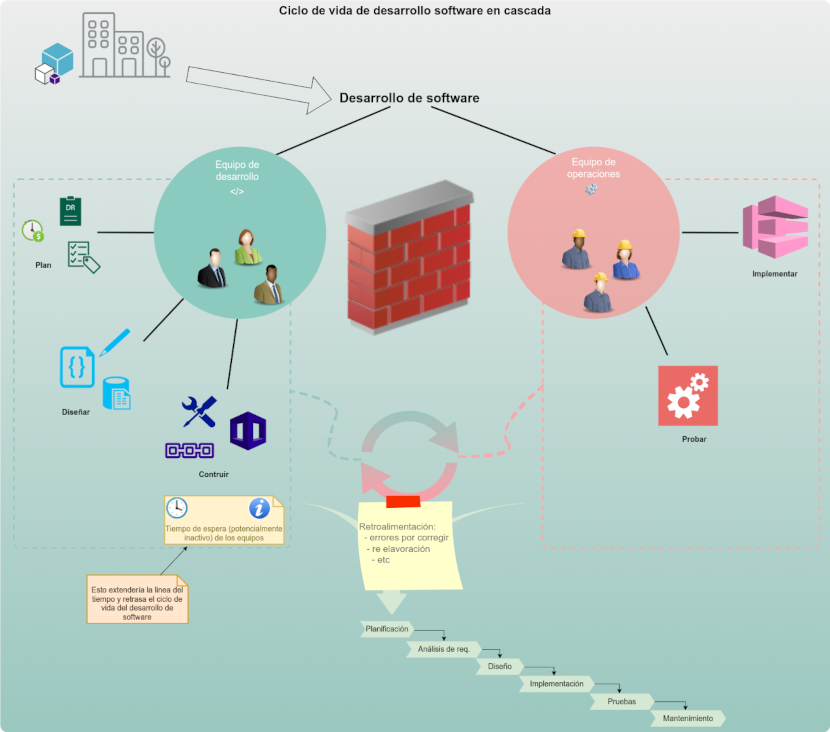 Ciclo de vida de desarrollo software en cascada
Desarrollo de software
Equipo de
desarrollo
</>
Equipo de
operaciones
DR
$
Plan
Implementar
{}
Diseñar
Probar
Contruir
i
Tiempo de espera (potencialmente
inactivo) de los equipos
Retroalimentación:
- errores por corregir
- re elavoración
- etc
Esto extendería la linea del
tiempo y retrasa el ciclo de
vida del desarrollo de
software
Planificación
Análisis de req.
Diseño
Implementación
Pruebas
Mantenimiento